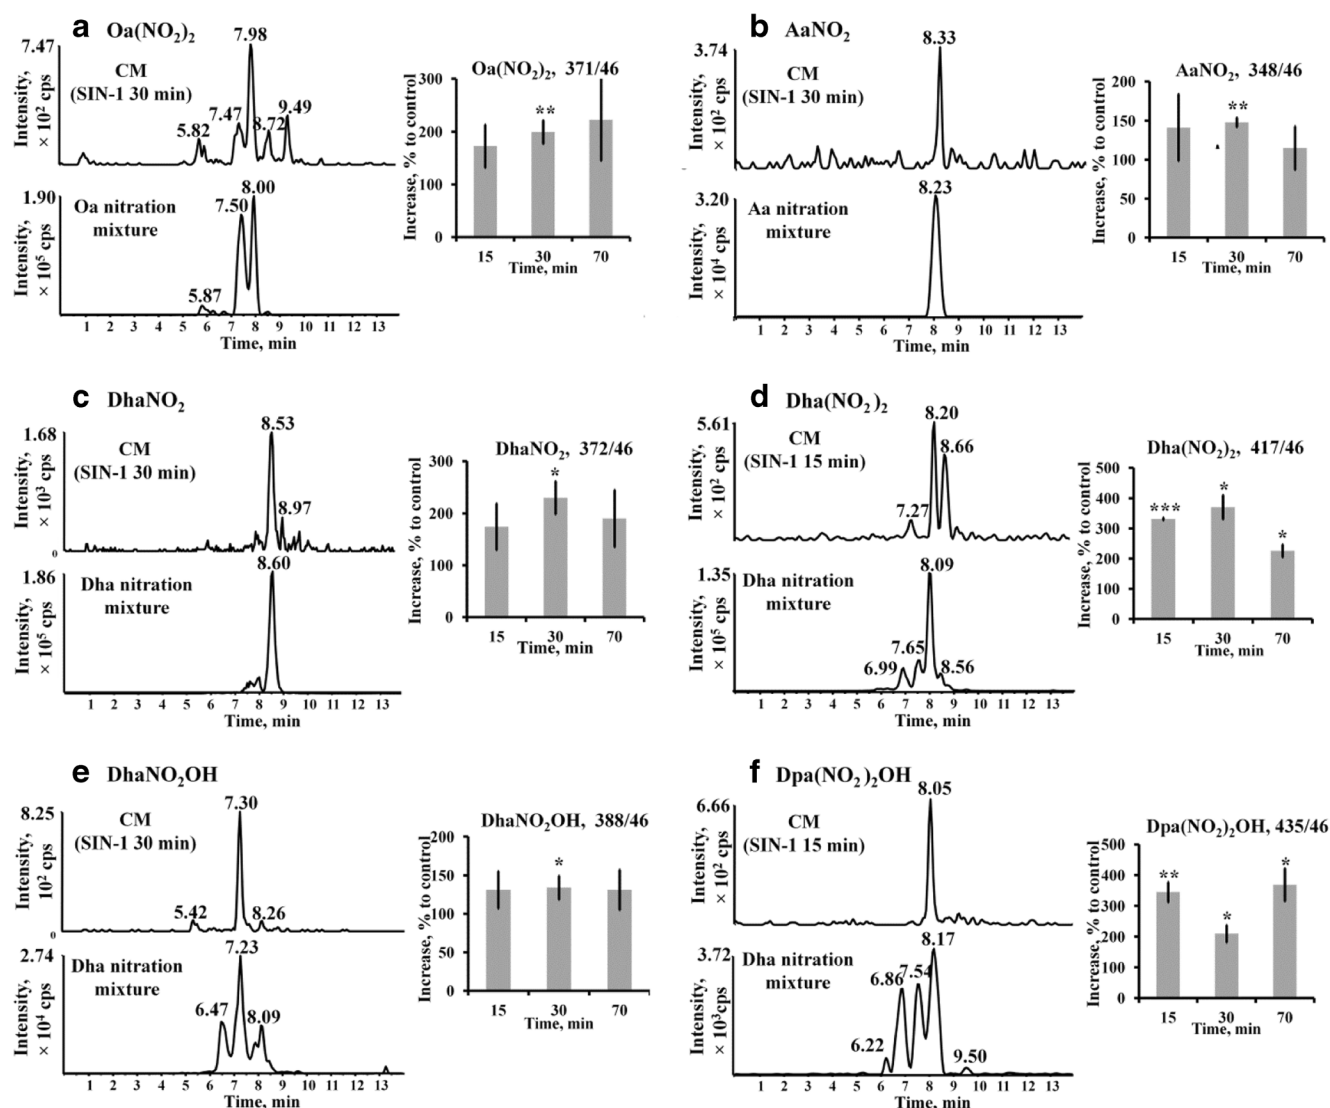 a Oa(NO2)2
7.47
Intensity,
× 10² cps
CM
(SIN-1 30 min)
7.98
7.47
9.49
5.82
8.72
1.90
Intensity,
× 10⁵ cps
Oa nitration
mixture
8.00
7.50
5.87
1 2 3 4 5 6 7 8 9 10 11 12 13
Time, min
Oa(NO2)2, 371/46
Increase, % to control
300
200
100
0
**
15 30 70
Time, min
b AaNO2
3.74
Intensity,
× 10² cps
CM
(SIN-1 30 min)
8.33
3.20
Intensity,
× 10⁴ cps
Aa nitration
mixture
8.23
1 2 3 4 5 6 7 8 9 10 11 12 13
Time, min
AaNO2, 348/46
Increase, % to control
200
150
100
50
0
**
15 30 70
Time, min
c DhaNO2
1.68
Intensity,
× 10³ cps
0
CM
(SIN-1 30 min)
8.53
8.97
1.86
Intensity,
× 10⁵ cps
Dha nitration
mixture
8.60
1 2 3 4 5 6 7 8 9 10 11 12 13
Time, min
DhaNO2, 372/46
Increase, % to control
300
200
100
0
*
15 30 70
Time, min
d Dha(NO2)2
5.61
Intensity,
× 10² cps
CM
(SIN-1 15 min)
8.20
8.66
7.27
1.35
Intensity,
× 10⁵ cps
Dha nitration
mixture
8.09
7.65
6.99
8.56
1 2 3 4 5 6 7 8 9 10 11 12 13
Time, min
Dha(NO2)2, 417/46
Increase, % to control
500
400
300
200
100
0
*** * *
15 30 70
Time, min
e DhaNO2OH
8.25
Intensity,
10² cps
0
CM
(SIN-1 30 min)
7.30
5.42
8.26
2.74
Intensity,
× 10⁴ cps
Dha nitration
mixture
7.23
6.47
8.09
1 2 3 4 5 6 7 8 9 10 11 12 13
Time, min
DhaNO2OH, 388/46
Increase, % to control
200
150
100
50
0
*
15 30 70
Time, min
f Dpa(NO2)2OH
6.66
Intensity,
× 10² cps
CM
(SIN-1 15 min)
8.05
3.72
Intensity,
× 10³cps
Dha nitration
mixture
8.17
6.86
7.54
6.22
9.50
1 2 3 4 5 6 7 8 9 10 11 12 13
Time, min
Dpa(NO2)2OH, 435/46
Increase, % to control
500
400
300
200
100
0
** * *
15 30 70
Time, min